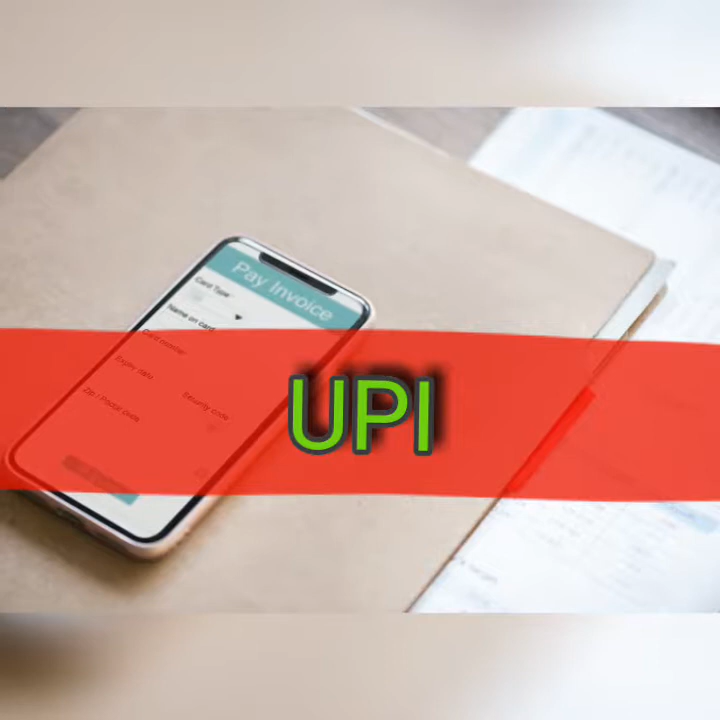 Pay Invoice
Card Type
Name on card
Card number
Expiry date
Security code
Zip / Postal code
UPI